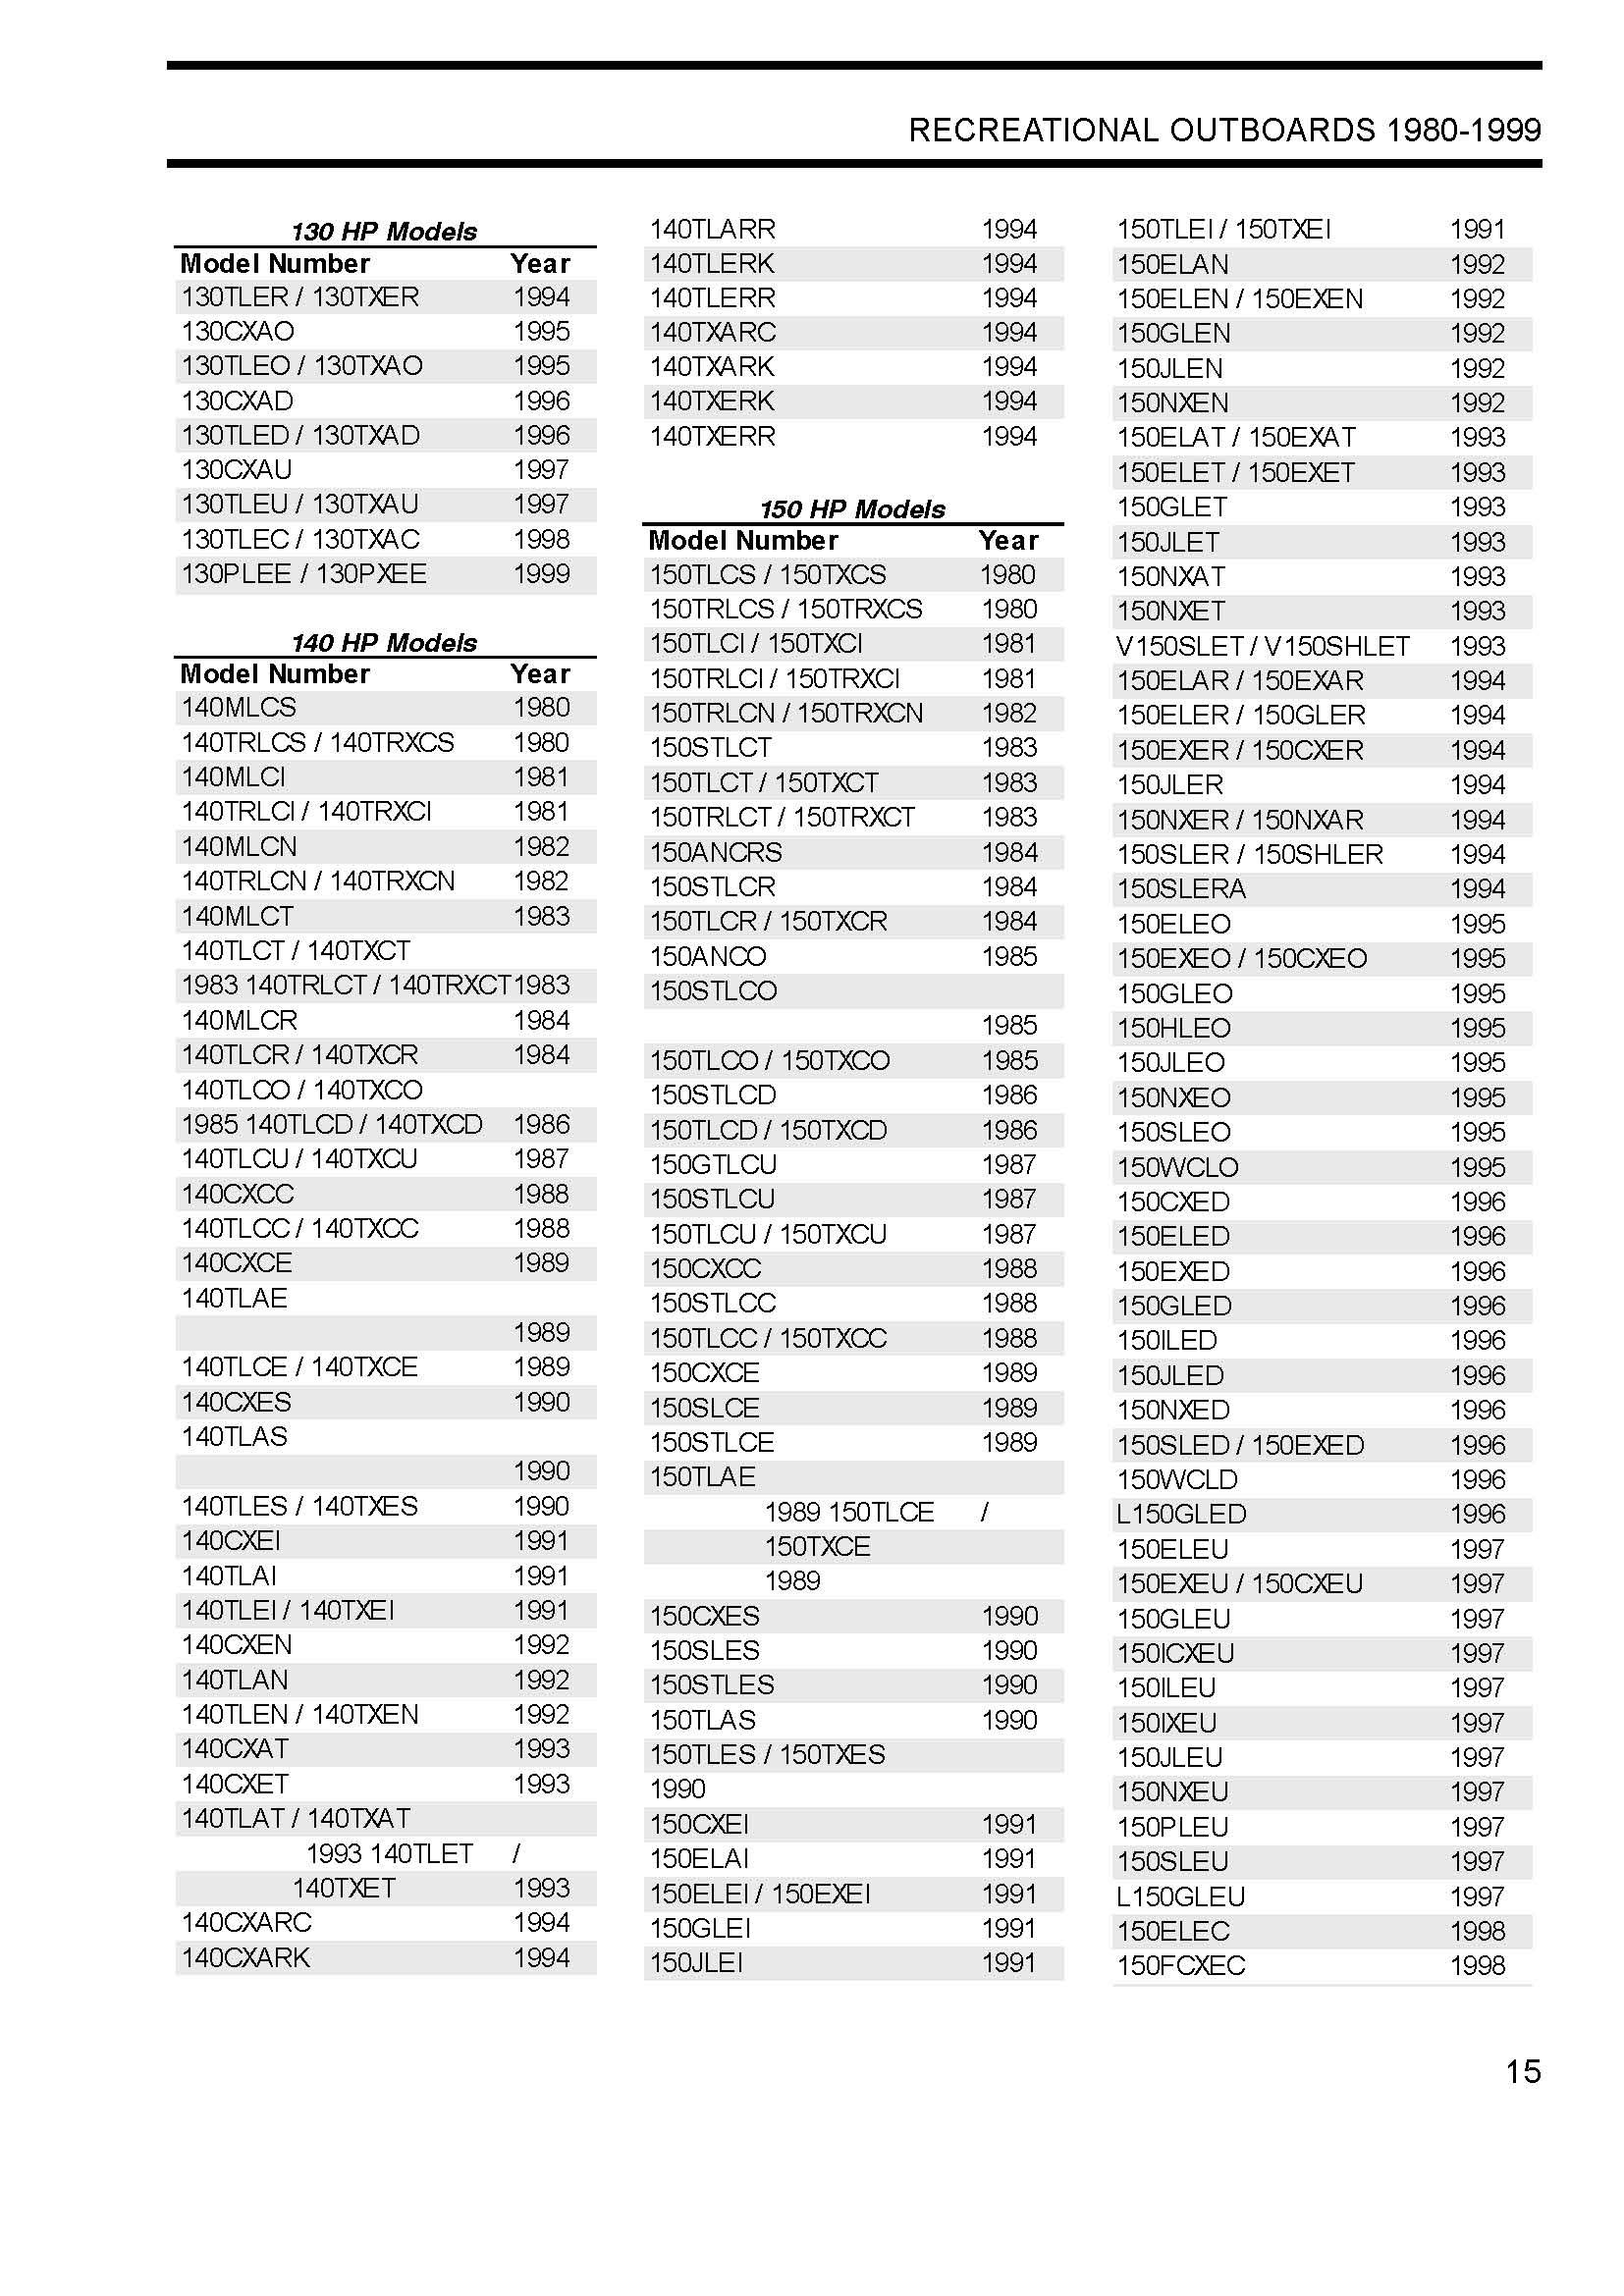 RECREATIONAL OUTBOARDS 1980-1999
130 HP Models
Model Number Year
130TLER / 130TXER 1994
130CXAO 1995
130TLEO / 130TXAO 1995
130CXAD 1996
130TLED / 130TXAD 1996
130CXAU 1997
130TLEU / 130TXAU 1997
130TLEC / 130TXAC 1998
130PLEE / 130PXEE 1999
140 HP Models
Model Number Year
140MLCS 1980
140TRLCS / 140TRXCS 1980
140MLCI 1981
140TRLCI / 140TRXCI 1981
140MLCN 1982
140TRLCN / 140TRXCN 1982
140MLCT 1983
140TLCT / 140TXCT
1983 140TRLCT / 140TRXCT 1983
140MLCR 1984
140TLCR / 140TXCR 1984
140TLCO / 140TXCO
1985 140TLCD / 140TXCD 1986
140TLCU / 140TXCU 1987
140CXCC 1988
140TLCC / 140TXCC 1988
140CXCE 1989
140TLAE
1989
140TLCE / 140TXCE 1989
140CXES 1990
140TLAS
1990
140TLES / 140TXES 1990
140CXEI 1991
140TLAI 1991
140TLEI / 140TXEI 1991
140CXEN 1992
140TLAN 1992
140TLEN / 140TXEN 1992
140CXAT 1993
140CXET 1993
140TLAT / 140TXAT
1993 140TLET /
140TXET 1993
140CXARC 1994
140CXARK 1994
140TLARR 1994
140TLERK 1994
140TLERR 1994
140TXARC 1994
140TXARK 1994
140TXERK 1994
140TXERR 1994
150 HP Models
Model Number Year
150TLCS / 150TXCS 1980
150TRLCS / 150TRXCS 1980
150TLCI / 150TXCI 1981
150TRLCI / 150TRXCI 1981
150TRLCN / 150TRXCN 1982
150STLCT 1983
150TLCT / 150TXCT 1983
150TRLCT / 150TRXCT 1983
150ANCRS 1984
150STLCR 1984
150TLCR / 150TXCR 1984
150ANCO 1985
150STLCO
1985
150TLCO / 150TXCO 1985
150STLCD 1986
150TLCD / 150TXCD 1986
150GTLCU 1987
150STLCU 1987
150TLCU / 150TXCU 1987
150CXCC 1988
150STLCC 1988
150TLCC / 150TXCC 1988
150CXCE 1989
150SLCE 1989
150STLCE 1989
150TLAE
1989 150TLCE /
150TXCE
1989
150CXES 1990
150SLES 1990
150STLES 1990
150TLAS 1990
150TLES / 150TXES
1990
150CXEI 1991
150ELAI 1991
150ELEI / 150EXEI 1991
150GLEI 1991
150JLEI 1991
150TLEI / 150TXEI 1991
150ELAN 1992
150ELEN / 150EXEN 1992
150GLEN 1992
150JLEN 1992
150NXEN 1992
150ELAT / 150EXAT 1993
150ELET / 150EXET 1993
150GLET 1993
150JLET 1993
150NXAT 1993
150NXET 1993
V150SLET / V150SHLET 1993
150ELAR / 150EXAR 1994
150ELER / 150GLER 1994
150EXER / 150CXER 1994
150JLER 1994
150NXER / 150NXAR 1994
150SLER / 150SHLER 1994
150SLERA 1994
150ELEO 1995
150EXEO / 150CXEO 1995
150GLEO 1995
150HLEO 1995
150JLEO 1995
150NXEO 1995
150SLEO 1995
150WCLO 1995
150CXED 1996
150ELED 1996
150EXED 1996
150GLED 1996
150ILED 1996
150JLED 1996
150NXED 1996
150SLED / 150EXED 1996
150WCLD 1996
L150GLED 1996
150ELEU 1997
150EXEU / 150CXEU 1997
150GLEU 1997
150ICXEU 1997
150ILEU 1997
150IXEU 1997
150JLEU 1997
150NXEU 1997
150PLEU 1997
150SLEU 1997
L150GLEU 1997
150ELEC 1998
150FCXEC 1998
15